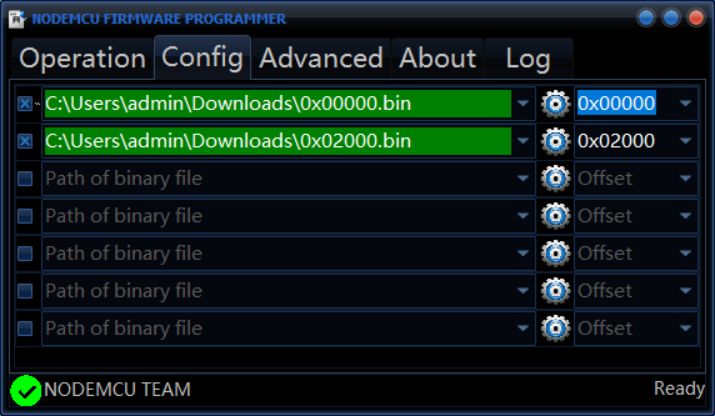 NODEMCU FIRMWARE PROGRAMMER
Operation Config Advanced About Log
C:\Users\admin\Downloads\0x00000.bin 0x00000
C:\Users\admin\Downloads\0x02000.bin 0x02000
Path of binary file Offset
Path of binary file Offset
Path of binary file Offset
Path of binary file Offset
Path of binary file Offset
NODEMCU TEAM Ready